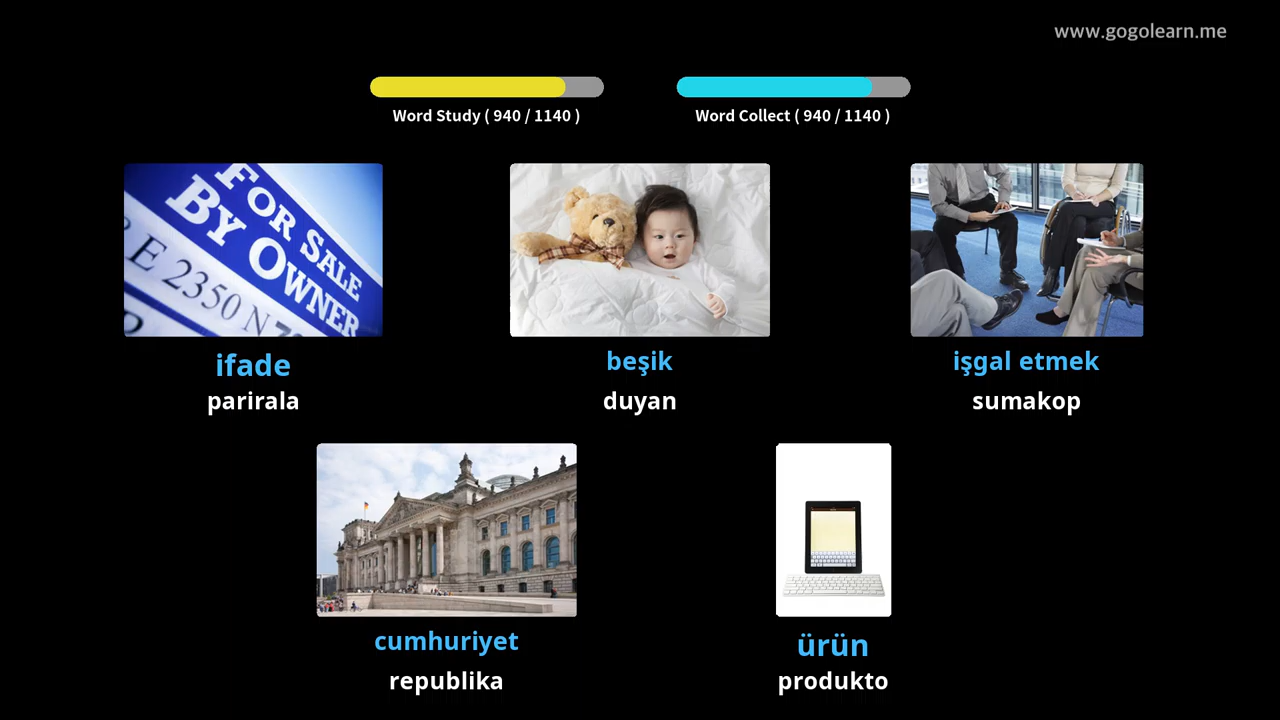 www.gogolearn.me
Word Study ( 940 / 1140 )
Word Collect ( 940 / 1140 )
FOR SALE
BY OWNER
E 2350 N
ifade
parirala
beşik
duyan
işgal etmek
sumakop
cumhuriyet
republika
ürün
produkto